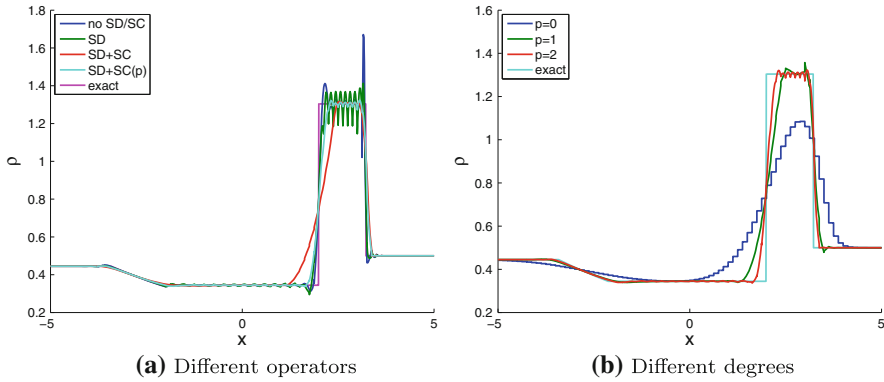 1.8
1.6
1.4
1.2
1
0.8
0.6
0.4
0.2
ρ
no SD/SC
SD
SD+SC
SD+SC(p)
exact
-5
0
5
x
(a) Different operators
1.6
1.4
1.2
1
0.8
0.6
0.4
0.2
ρ
p=0
p=1
p=2
exact
-5
0
5
x
(b) Different degrees